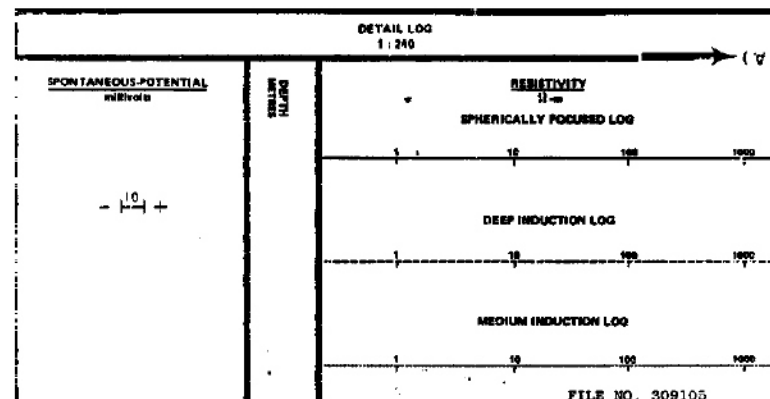 DETAIL LOG
1 : 240
SPONTANEOUS-POTENTIAL
millivolts
- 10 +
DEPTH
METRES
RESISTIVITY
Ω-m
SPHERICALLY FOCUSED LOG
1 10 100 1000
DEEP INDUCTION LOG
1 10 100 1000
MEDIUM INDUCTION LOG
1 10 100 1000
FILE NO. 309105